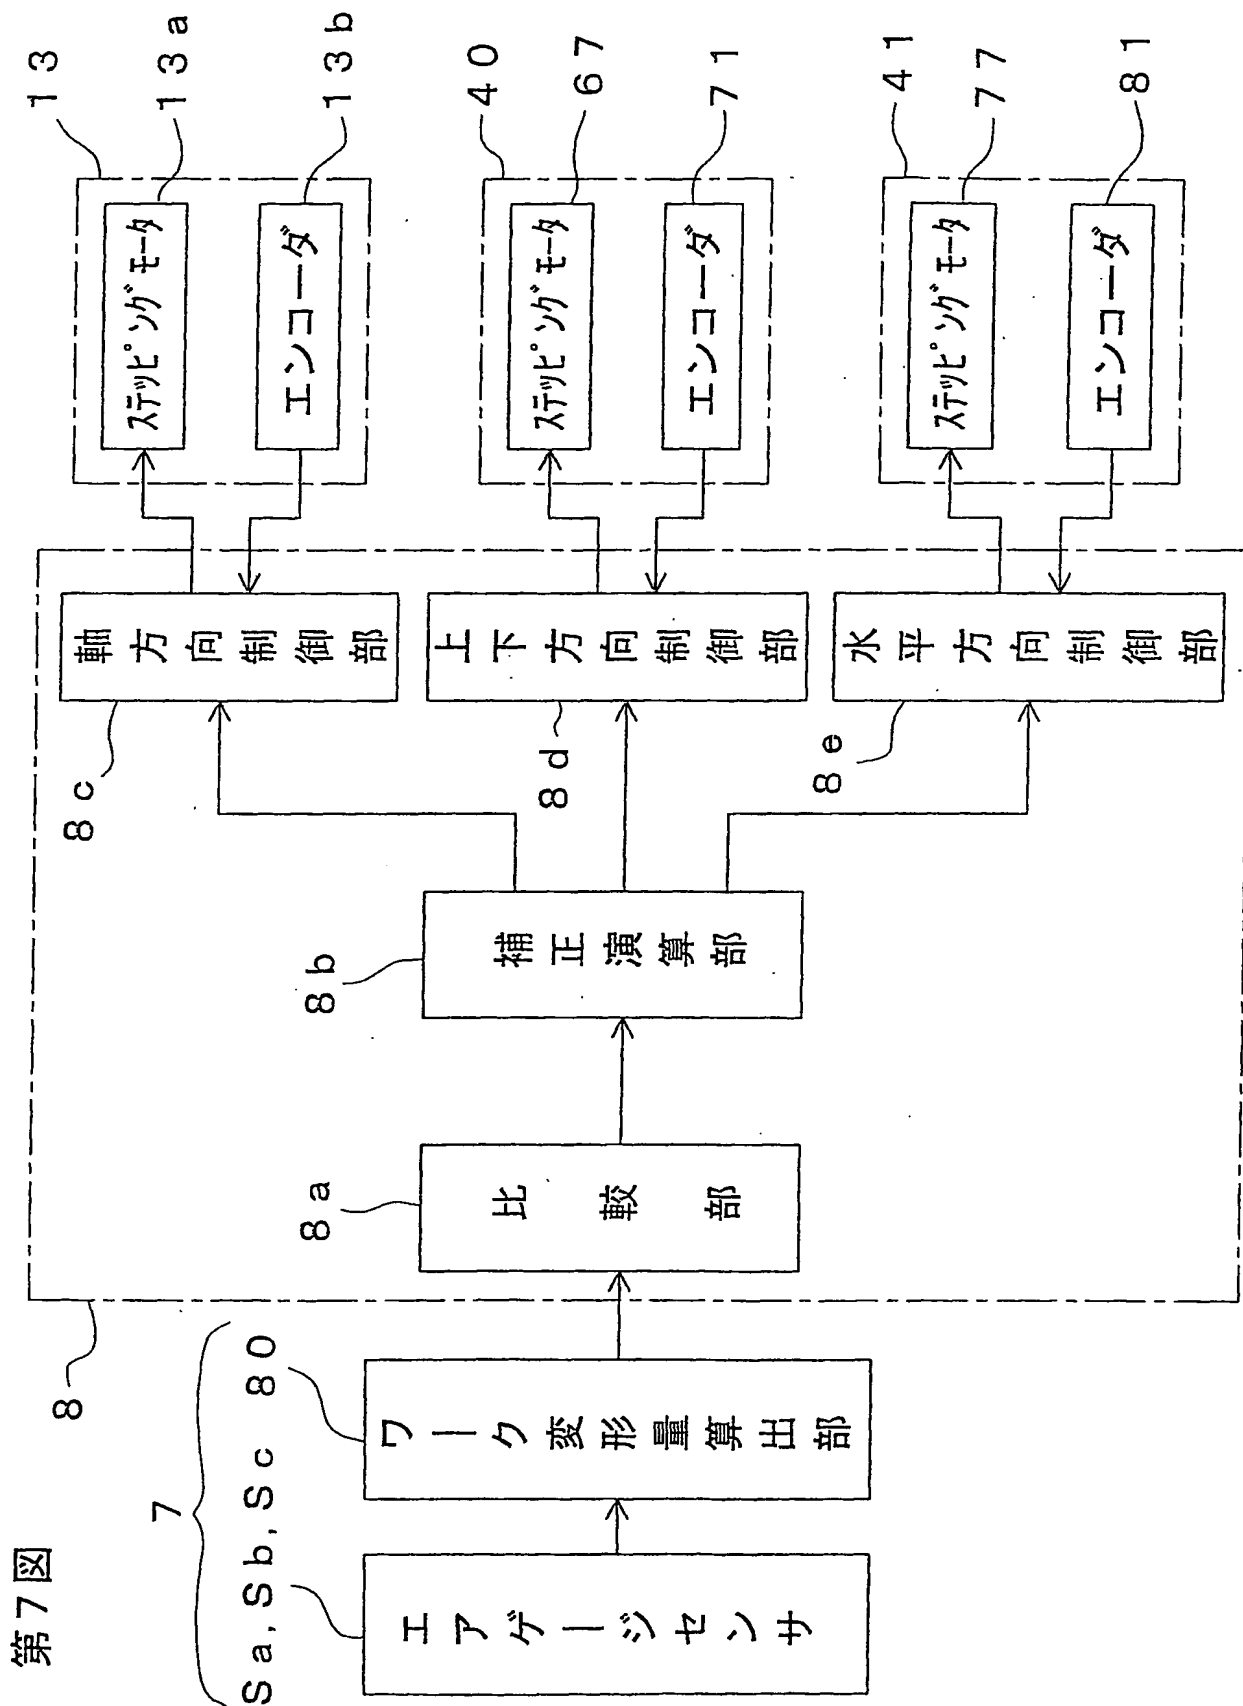 第7図
7
Sa, Sb, Sc
80
エアゲージセンサ
ワーク変形量算出部
8
8a
比較部
8b
補正演算部
8c
軸方向制御部
8d
上下方向制御部
8e
水平方向制御部
13
ステッピングモータ
13a
エンコーダ
13b
40
ステッピングモータ
67
エンコーダ
71
41
ステッピングモータ
77
エンコーダ
81